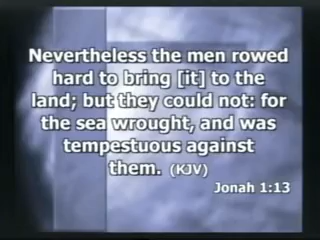 Nevertheless the men rowed
hard to bring [it] to the
land; but they could not: for
the sea wrought, and was
tempestuous against
them. (KJV)
Jonah 1:13